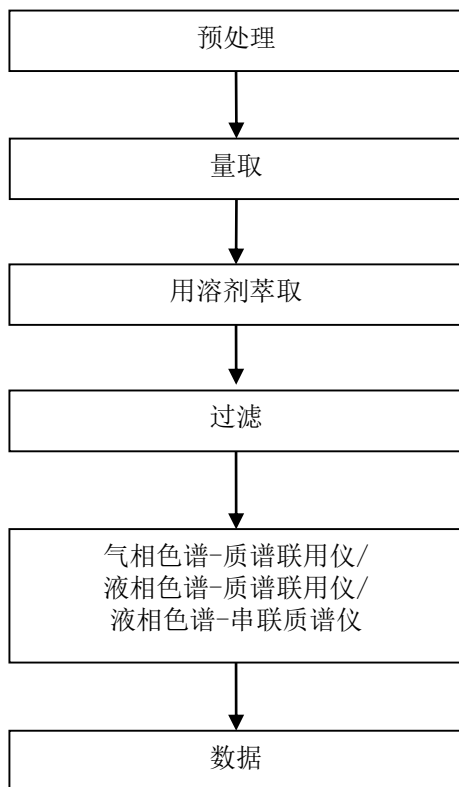 预处理
量取
用溶剂萃取
过滤
气相色谱-质谱联用仪/
液相色谱-质谱联用仪/
液相色谱-串联质谱仪
数据